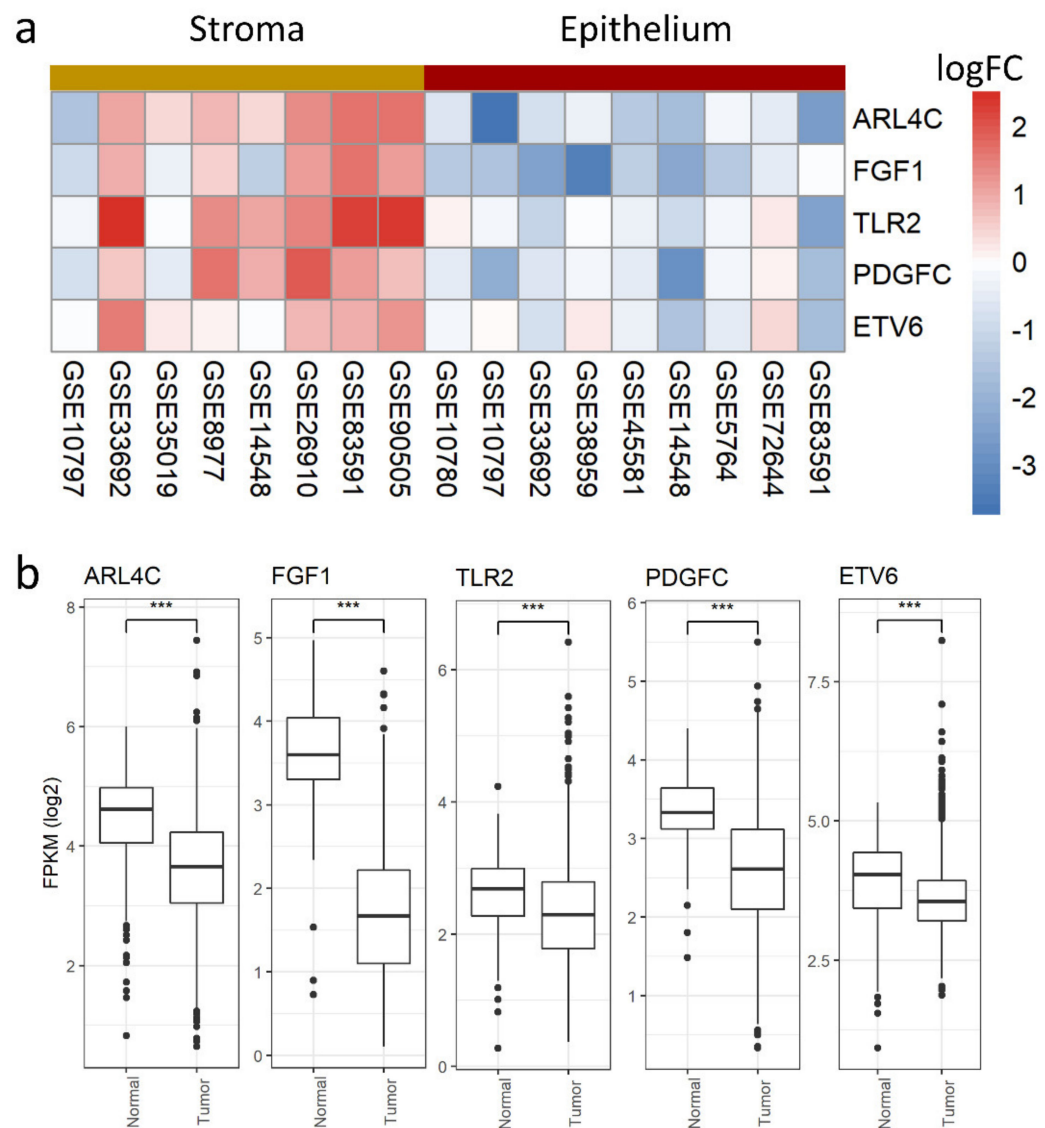 a
Stroma Epithelium
logFC
ARL4C
FGF1
TLR2
PDGFC
ETV6
2
1
0
-1
-2
-3
GSE10797 GSE33692 GSE35019 GSE8977 GSE14548 GSE26910 GSE83591 GSE90505 GSE10780 GSE10797 GSE33692 GSE38959 GSE45581 GSE14548 GSE5764 GSE72644 GSE83591
b
ARL4C FGF1 TLR2 PDGFC ETV6
*** *** *** *** ***
FPKM (log2)
8
6
4
2
5
4
3
2
1
0
6
4
2
0
6
5
4
3
2
1
7.5
5.0
2.5
Normal Tumor Normal Tumor Normal Tumor Normal Tumor Normal Tumor